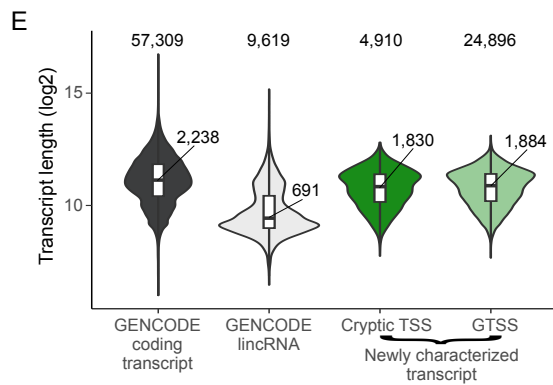 E
57,309 9,619 4,910 24,896
Transcript length (log2)
15
10
2,238
691
1,830
1,884
GENCODE
coding
transcript
GENCODE
lincRNA
Cryptic TSS
GTSS
Newly characterized
transcript